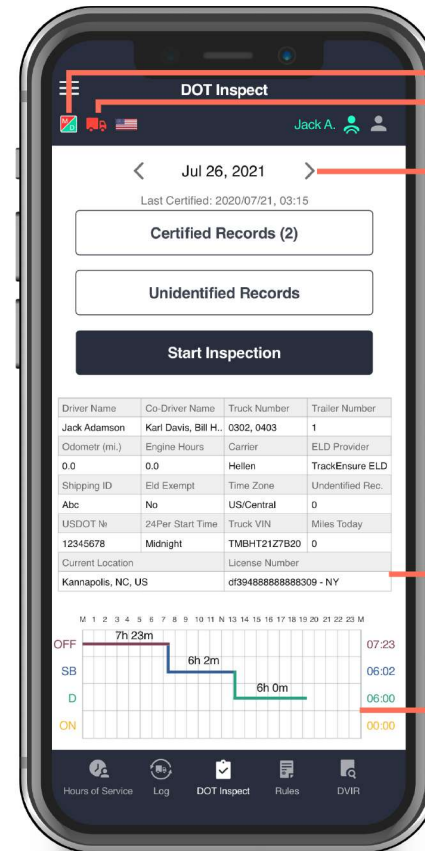 DOT Inspect
M/D
Jack A.
Jul 26, 2021
Last Certified: 2020/07/21, 03:15
Certified Records (2)
Unidentified Records
Start Inspection
Driver Name Co-Driver Name Truck Number Trailer Number
Jack Adamson Karl Davis, Bill H.. 0302, 0403 1
Odometr (mi.) Engine Hours Carrier ELD Provider
0.0 0.0 Hellen TrackEnsure ELD
Shipping ID Eld Exempt Time Zone Undentified Rec.
Abc No US/Central 0
USDOT № 24Per Start Time Truck VIN Miles Today
12345678 Midnight TMBHT21Z7B20 0
Current Location License Number
Kannapolis, NC, US df394888888888309 - NY
M 1 2 3 4 5 6 7 8 9 10 11 N 13 14 15 16 17 18 19 20 21 22 23 M
OFF 7h 23m 07:23
SB 6h 2m 06:02
D 6h 0m 06:00
ON 00:00
Hours of Service Log DOT Inspect Rules DVIR